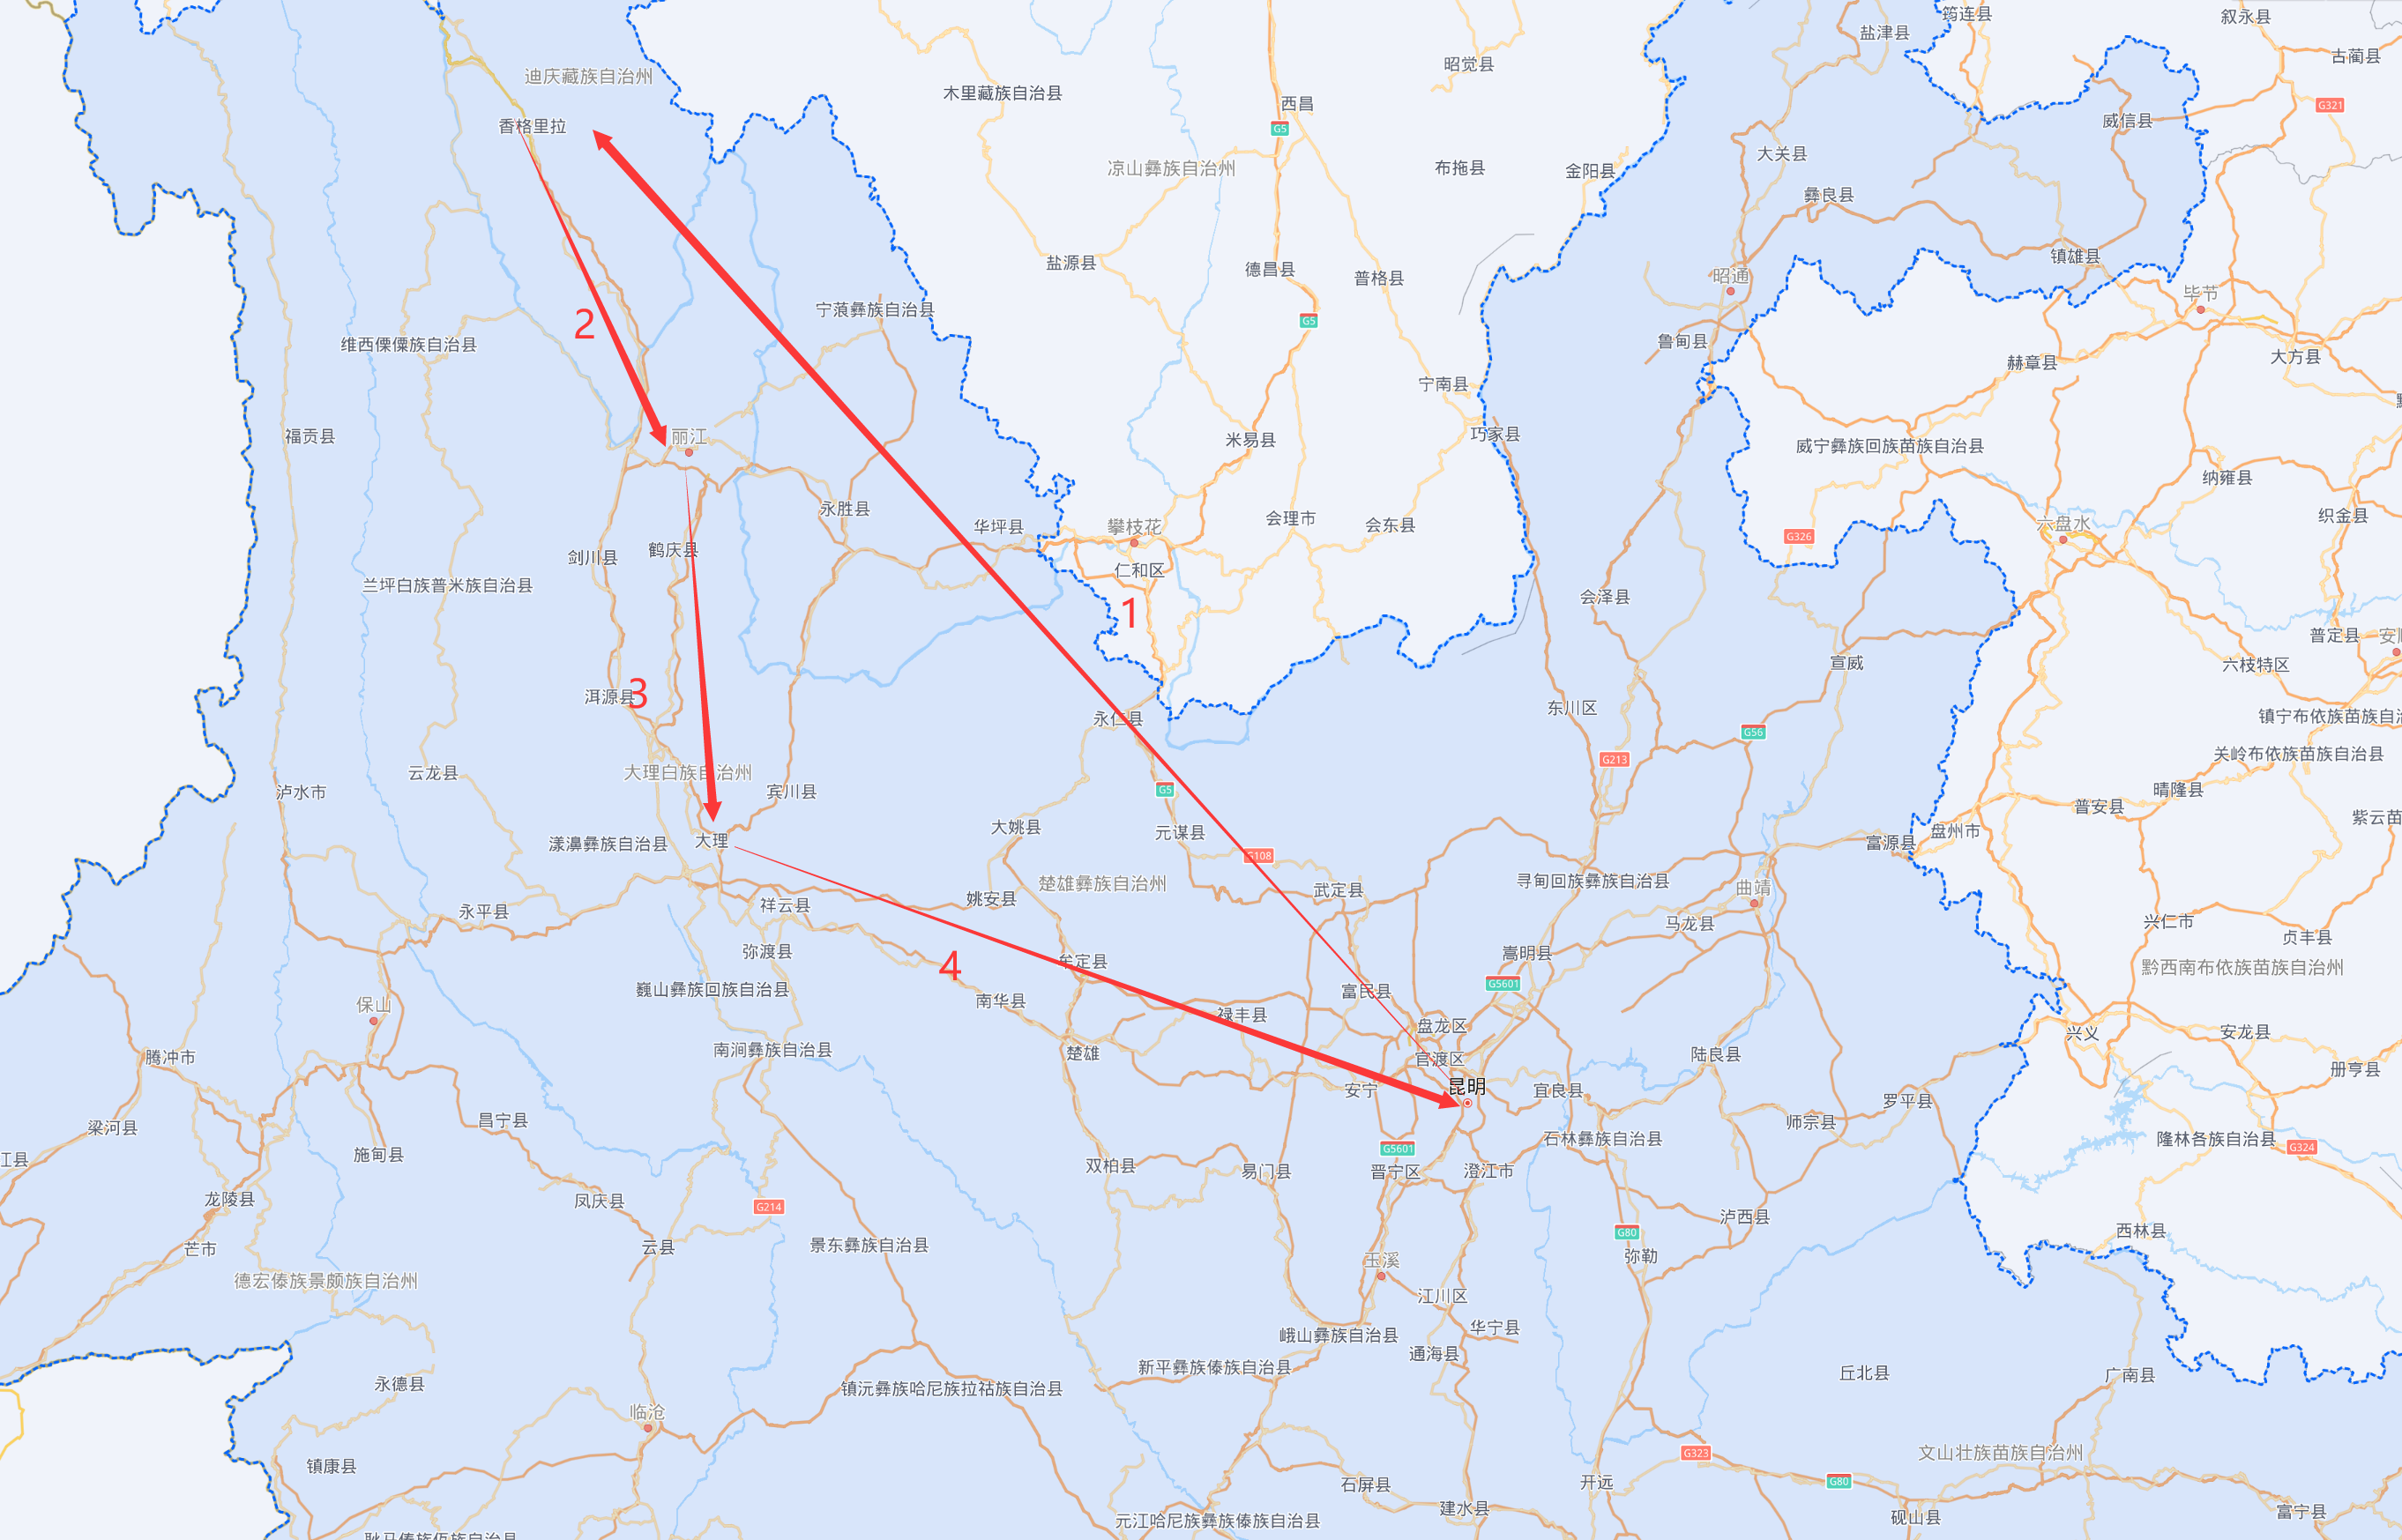 盐津县
筠连县
叙永县
古蔺县
迪庆藏族自治州
昭觉县
木里藏族自治县
西昌
G321
香格里拉
G5
威信县
大关县
凉山彝族自治州
布拖县
金阳县
彝良县
镇雄县
盐源县
德昌县
普格县
昭通
毕节
宁蒗彝族自治县
2
G5
维西傈僳族自治县
鲁甸县
大方县
赫章县
宁南县
福贡县
丽江
米易县
巧家县
威宁彝族回族苗族自治县
纳雍县
永胜县
华坪县
攀枝花
会理市
会东县
织金县
六盘水
G326
剑川县
鹤庆县
仁和区
兰坪白族普米族自治县
1
会泽县
普定县
安顺
宣威
六枝特区
3
洱源县
永仁县
东川区
镇宁布依族苗族自治
G56
关岭布依族苗族自治县
G213
云龙县
大理白族自治州
泸水市
宾川县
G5
晴隆县
普安县
紫云苗
大姚县
元谋县
盘州市
漾濞彝族自治县
大理
G108
富源县
楚雄彝族自治州
武定县
寻甸回族彝族自治县
曲靖
姚安县
永平县
祥云县
马龙县
兴仁市
贞丰县
弥渡县
4
牟定县
嵩明县
黔西南布依族苗族自治州
巍山彝族回族自治县
G5601
富民县
保山
南华县
禄丰县
盘龙区
兴义
安龙县
腾冲市
南涧彝族自治县
楚雄
官渡区
陆良县
册亨县
昆明
安宁
宜良县
罗平县
昌宁县
梁河县
师宗县
石林彝族自治县
隆林各族自治县
G324
G5601
江县
施甸县
双柏县
易门县
晋宁区
澄江市
龙陵县
凤庆县
G214
泸西县
G80
西林县
芒市
云县
景东彝族自治县
弥勒
玉溪
德宏傣族景颇族自治州
江川区
峨山彝族自治县
华宁县
通海县
新平彝族傣族自治县
丘北县
广南县
永德县
镇沅彝族哈尼族拉祜族自治县
临沧
G323
文山壮族苗族自治州
镇康县
石屏县
开远
G80
建水县
富宁县
元江哈尼族彝族傣族自治县
砚山县
耿马傣族佤族自治县